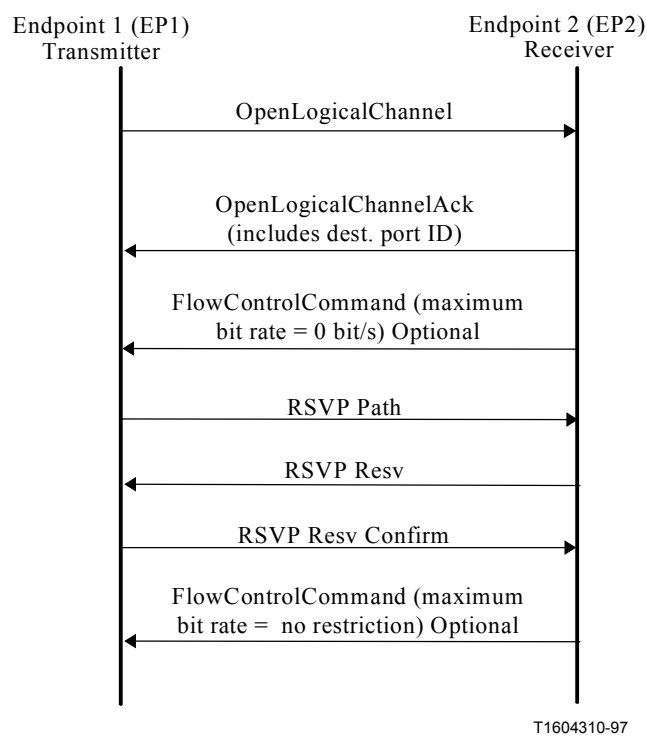 Endpoint 1 (EP1)
Transmitter
Endpoint 2 (EP2)
Receiver
OpenLogicalChannel
OpenLogicalChannelAck
(includes dest. port ID)
FlowControlCommand (maximum
bit rate = 0 bit/s) Optional
RSVP Path
RSVP Resv
RSVP Resv Confirm
FlowControlCommand (maximum
bit rate = no restriction) Optional
T1604310-97